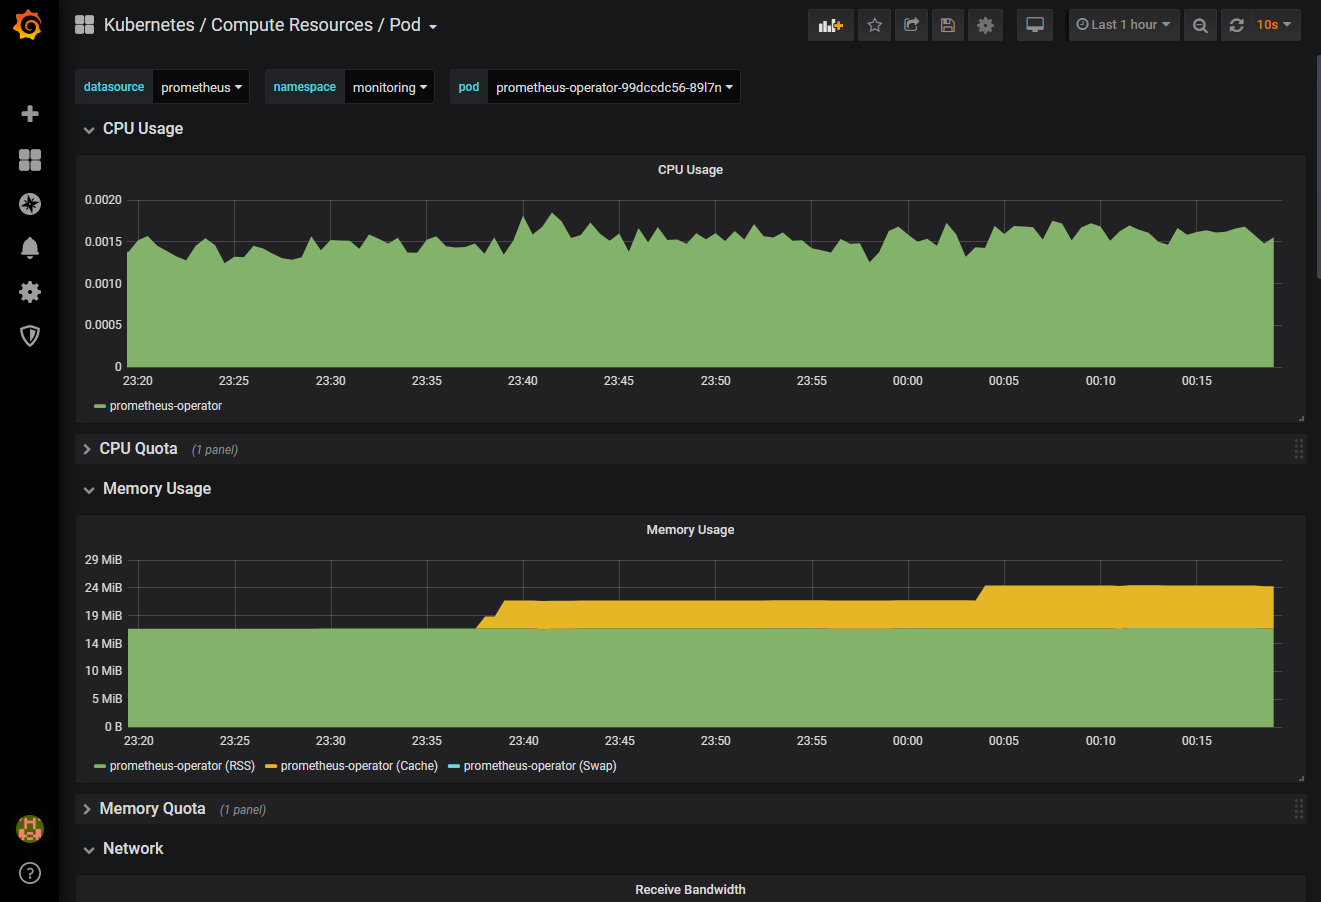 Kubernetes / Compute Resources / Pod
Last 1 hour
10s
datasource prometheus
namespace monitoring
pod prometheus-operator-99dccdc56-89l7n
CPU Usage
CPU Usage
0.0020
0.0015
0.0010
0.0005
0
23:20 23:25 23:30 23:35 23:40 23:45 23:50 23:55 00:00 00:05 00:10 00:15
prometheus-operator
CPU Quota (1 panel)
Memory Usage
Memory Usage
29 MiB
24 MiB
19 MiB
14 MiB
10 MiB
5 MiB
0 B
23:20 23:25 23:30 23:35 23:40 23:45 23:50 23:55 00:00 00:05 00:10 00:15
prometheus-operator (RSS) prometheus-operator (Cache) prometheus-operator (Swap)
Memory Quota (1 panel)
Network
Receive Bandwidth